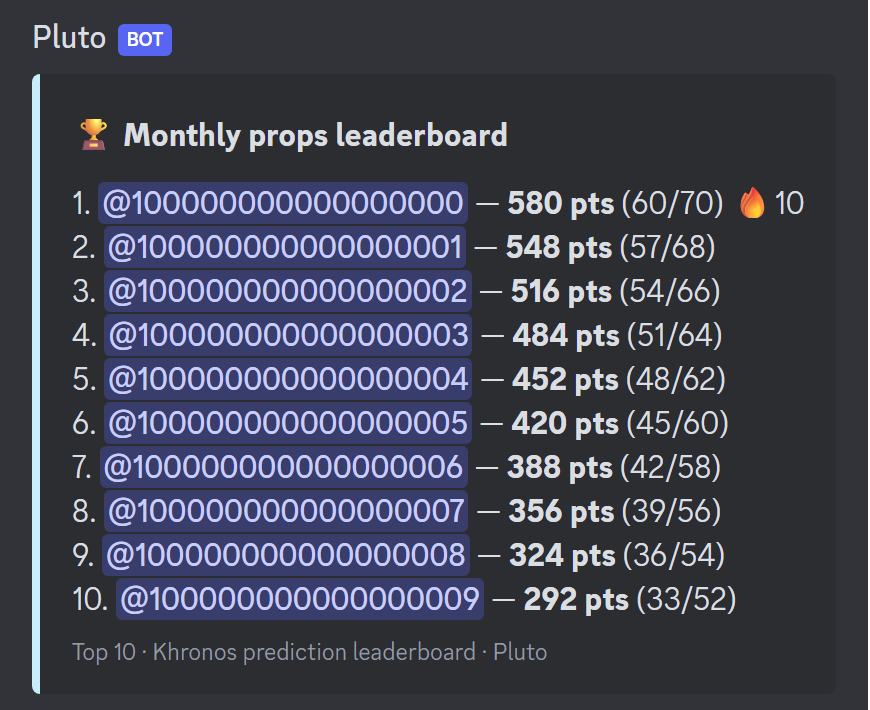 Pluto BOT
🏆 Monthly props leaderboard
1. @100000000000000000 — 580 pts (60/70) 🔥 10
2. @100000000000000001 — 548 pts (57/68)
3. @100000000000000002 — 516 pts (54/66)
4. @100000000000000003 — 484 pts (51/64)
5. @100000000000000004 — 452 pts (48/62)
6. @100000000000000005 — 420 pts (45/60)
7. @100000000000000006 — 388 pts (42/58)
8. @100000000000000007 — 356 pts (39/56)
9. @100000000000000008 — 324 pts (36/54)
10. @100000000000000009 — 292 pts (33/52)
Top 10 · Khronos prediction leaderboard · Pluto